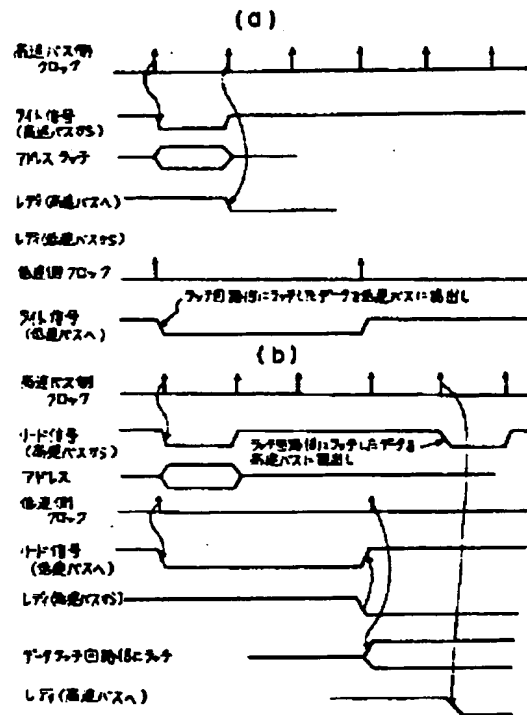 (a)
高速バス側
クロック
ライト信号
(高速バスから)
アドレスラッチ
レディ(高速バスへ)
レディ(低速バスから)
低速側クロック
ラッチ回路16にラッチしたデータを低速バスに読出し
ライト信号
(低速バスへ)
(b)
高速バス側
クロック
リード信号
(高速バスから)
ラッチ回路16にラッチしたデータを
高速バスに読出し
アドレス
低速側
クロック
リード信号
(低速バスへ)
レディ(低速バスから)
データラッチ回路16にラッチ
レディ(高速バスへ)